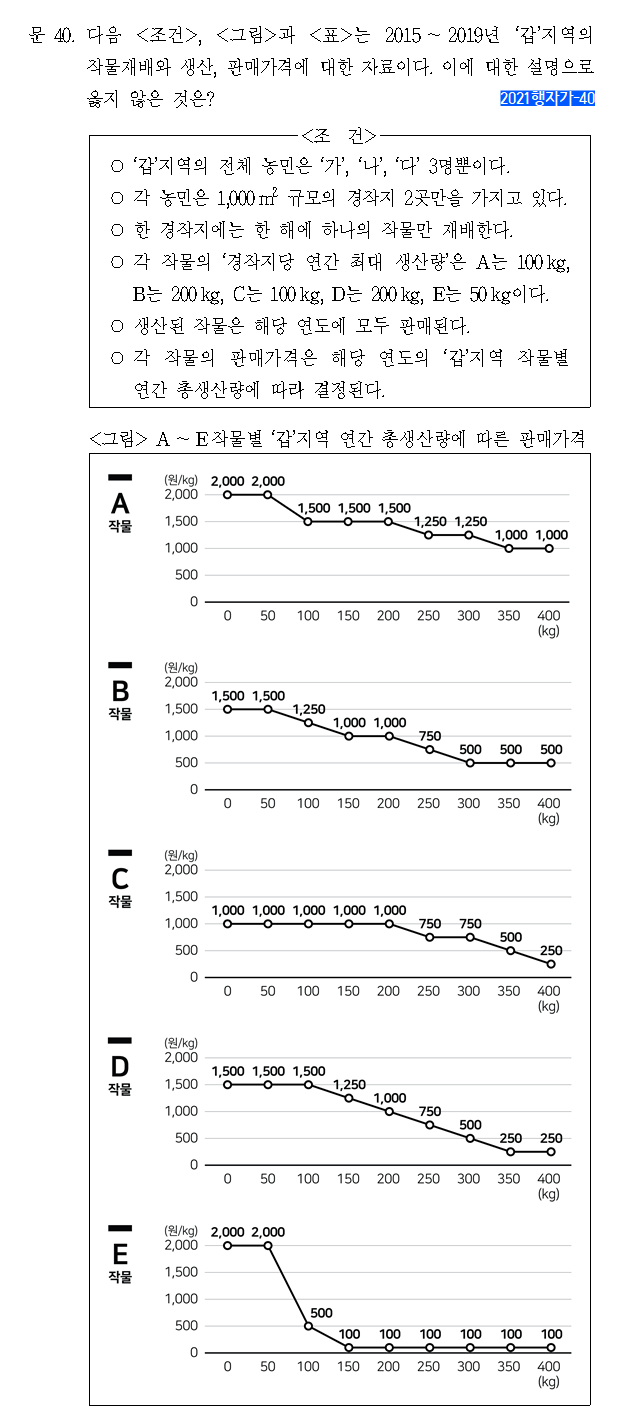 문 40. 다음 <조건>, <그림>과 <표>는 2015 ~ 2019년 ‘갑’지역의
작물재배와 생산, 판매가격에 대한 자료이다. 이에 대한 설명으로
옳지 않은 것은?
2021행자가-40
<조 건>
○ ‘갑’지역의 전체 농민은 ‘가’, ‘나’, ‘다’ 3명뿐이다.
○ 각 농민은 1,000 m² 규모의 경작지 2곳만을 가지고 있다.
○ 한 경작지에는 한 해에 하나의 작물만 재배한다.
○ 각 작물의 ‘경작지당 연간 최대 생산량’은 A는 100 kg,
B는 200 kg, C는 100 kg, D는 200 kg, E는 50 kg이다.
○ 생산된 작물은 해당 연도에 모두 판매된다.
○ 각 작물의 판매가격은 해당 연도의 ‘갑’지역 작물별
연간 총생산량에 따라 결정된다.
<그림> A ~ E작물별 ‘갑’지역 연간 총생산량에 따른 판매가격
A
작물
(원/kg)
2,000
1,500
1,000
500
0
2,000 2,000 1,500 1,500 1,500 1,250 1,250 1,000 1,000
0 50 100 150 200 250 300 350 400
(kg)
B
작물
(원/kg)
2,000
1,500
1,000
500
0
1,500 1,500 1,250 1,000 1,000 750 500 500 500
0 50 100 150 200 250 300 350 400
(kg)
C
작물
(원/kg)
2,000
1,500
1,000
500
0
1,000 1,000 1,000 1,000 1,000 750 750 500 250
0 50 100 150 200 250 300 350 400
(kg)
D
작물
(원/kg)
2,000
1,500
1,000
500
0
1,500 1,500 1,500 1,250 1,000 750 500 250 250
0 50 100 150 200 250 300 350 400
(kg)
E
작물
(원/kg)
2,000
1,500
1,000
500
0
2,000 2,000 500 100 100 100 100 100 100
0 50 100 150 200 250 300 350 400
(kg)